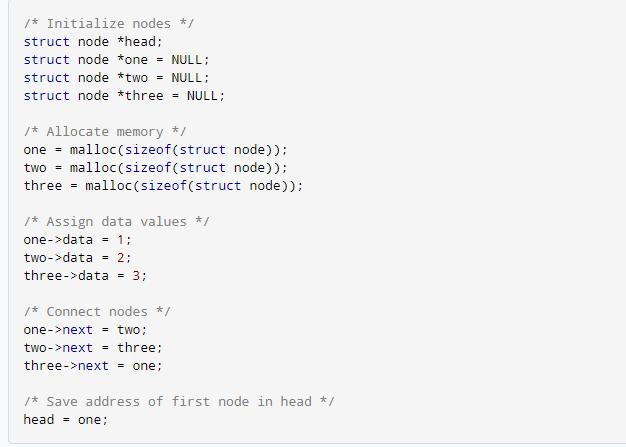 /* Initialize nodes */
struct node *head;
struct node *one = NULL;
struct node *two = NULL;
struct node *three = NULL;
/* Allocate memory */
one = malloc(sizeof(struct node));
two = malloc(sizeof(struct node));
three = malloc(sizeof(struct node));
/* Assign data values */
one->data = 1;
two->data = 2;
three->data = 3;
/* Connect nodes */
one->next = two;
two->next = three;
three->next = one;
/* Save address of first node in head */
head = one;